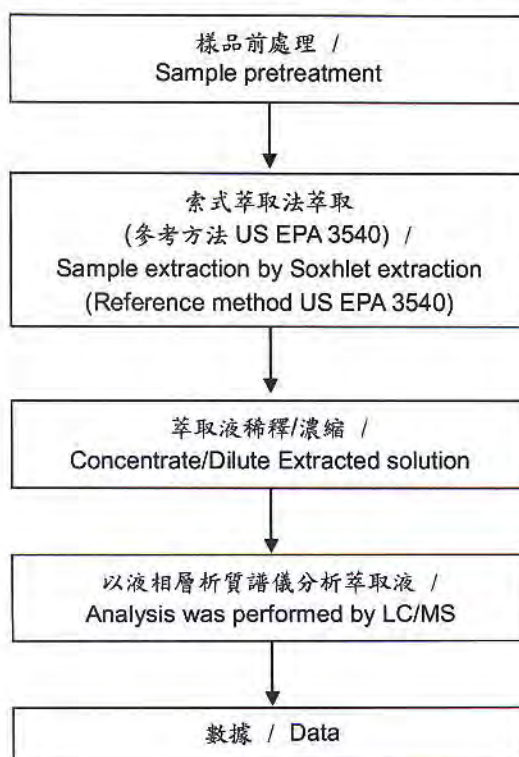 樣品前處理 /
Sample pretreatment
索式萃取法萃取
(參考方法 US EPA 3540) /
Sample extraction by Soxhlet extraction
(Reference method US EPA 3540)
萃取液稀釋/濃縮 /
Concentrate/Dilute Extracted solution
以液相層析質譜儀分析萃取液 /
Analysis was performed by LC/MS
數據 / Data